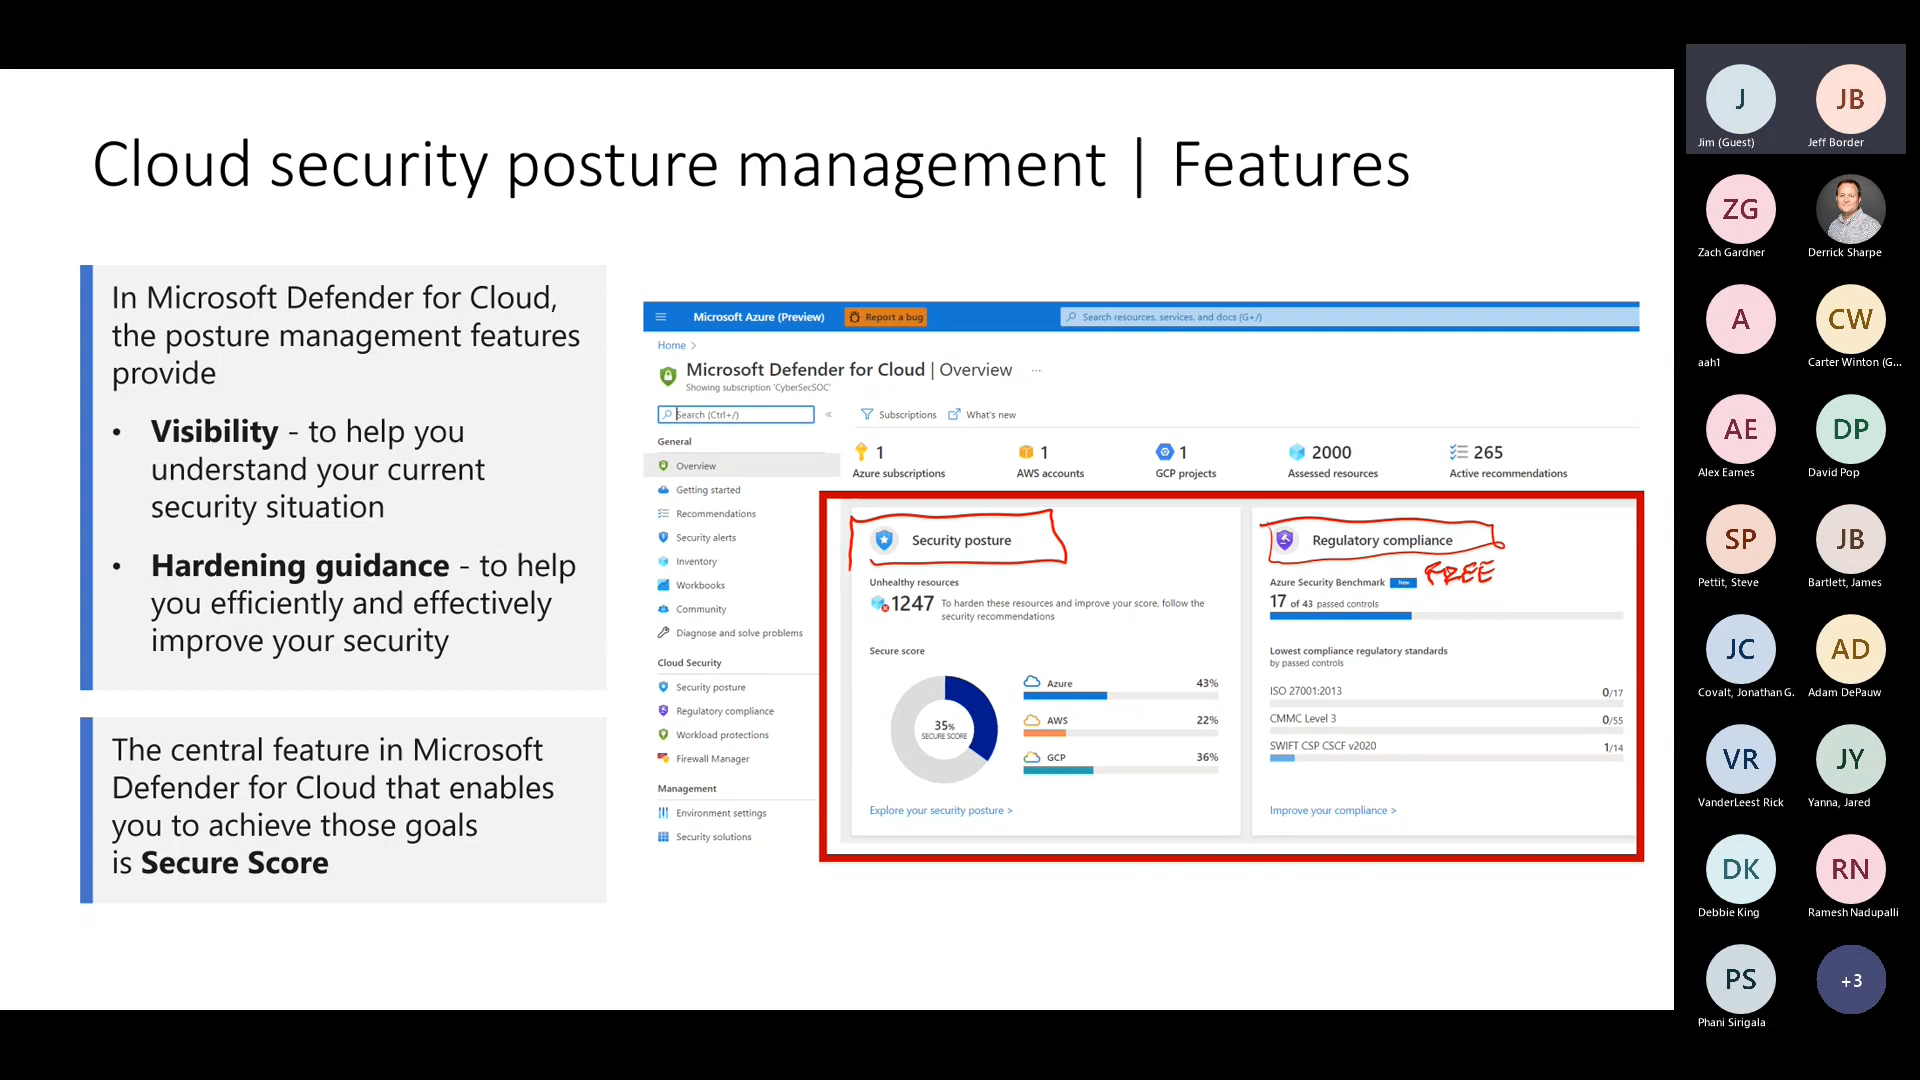 Cloud security posture management | Features
In Microsoft Defender for Cloud,
the posture management features
provide
• Visibility - to help you
understand your current
security situation
• Hardening guidance - to help
you efficiently and effectively
improve your security
The central feature in Microsoft
Defender for Cloud that enables
you to achieve those goals
is Secure Score
Microsoft Azure (Preview)
Report a bug
Search resources, services, and docs (G+/)
Home >
Microsoft Defender for Cloud | Overview ...
Showing subscription 'CyberSecSOC'
Search (Ctrl+/) «
Subscriptions
What's new
General
Overview
Getting started
Recommendations
Security alerts
Inventory
Workbooks
Community
Diagnose and solve problems
Cloud Security
Security posture
Regulatory compliance
Workload protections
Firewall Manager
Management
Environment settings
Security solutions
1
Azure subscriptions
1
AWS accounts
1
GCP projects
2000
Assessed resources
265
Active recommendations
Security posture
Unhealthy resources
1247 To harden these resources and improve your score, follow the
security recommendations
Secure score
35%
SECURE SCORE
Azure 43%
AWS 22%
GCP 36%
Explore your security posture >
Regulatory compliance
FREE
Azure Security Benchmark New
17 of 43 passed controls
Lowest compliance regulatory standards
by passed controls
ISO 27001:2013 0/17
CMMC Level 3 0/55
SWIFT CSP CSCF v2020 1/14
Improve your compliance >
J
Jim (Guest)
JB
Jeff Border
ZG
Zach Gardner
Derrick Sharpe
A
aah1
CW
Carter Winton (G...
AE
Alex Eames
DP
David Pop
SP
Pettit, Steve
JB
Bartlett, James
JC
Covalt, Jonathan G.
AD
Adam DePauw
VR
VanderLeest Rick
JY
Yanna, Jared
DK
Debbie King
RN
Ramesh Nadupalli
PS
Phani Sirigala
+3